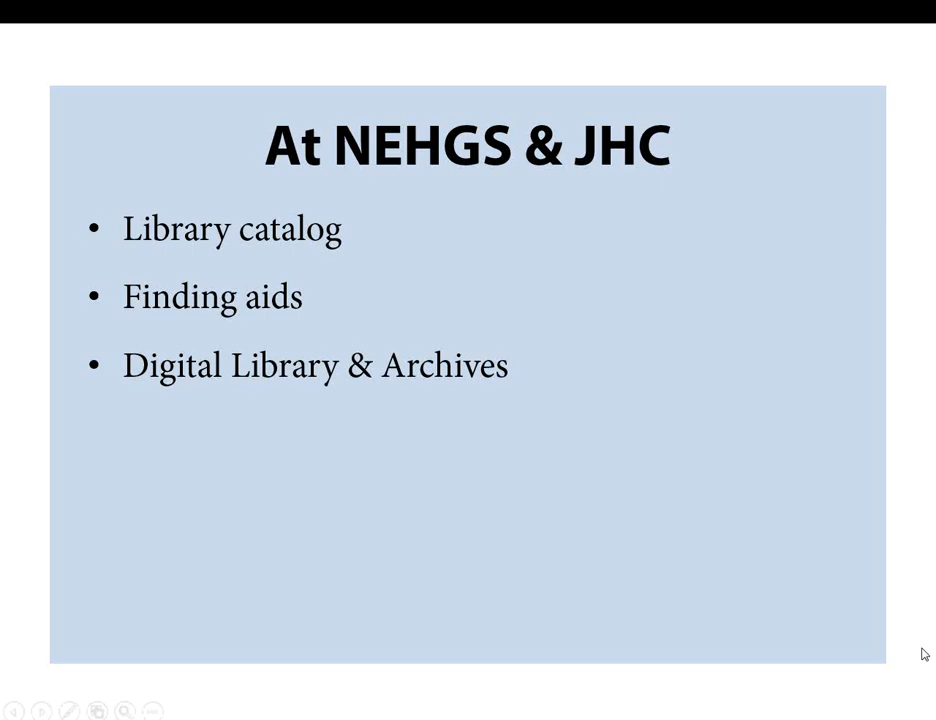 At NEHGS & JHC
• Library catalog
• Finding aids
• Digital Library & Archives